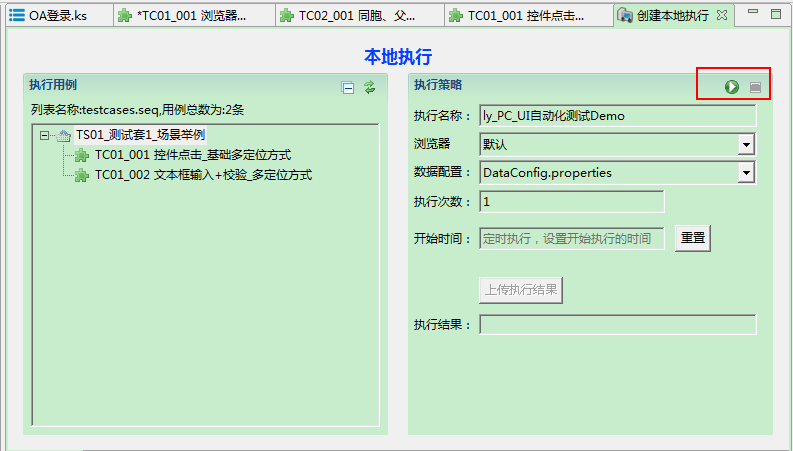 OA登录.ks
*TC01_001 浏览器...
TC02_001 同胞、父...
TC01_001 控件点击...
创建本地执行
本地执行
执行用例
列表名称:testcases.seq,用例总数为:2条
TS01_测试套1_场景举例
TC01_001 控件点击_基础多定位方式
TC01_002 文本框输入+校验_多定位方式
执行策略
执行名称：
ly_PC_UI自动化测试Demo
浏览器
默认
数据配置：
DataConfig.properties
执行次数：
1
开始时间：
定时执行，设置开始执行的时间
重置
上传执行结果
执行结果：